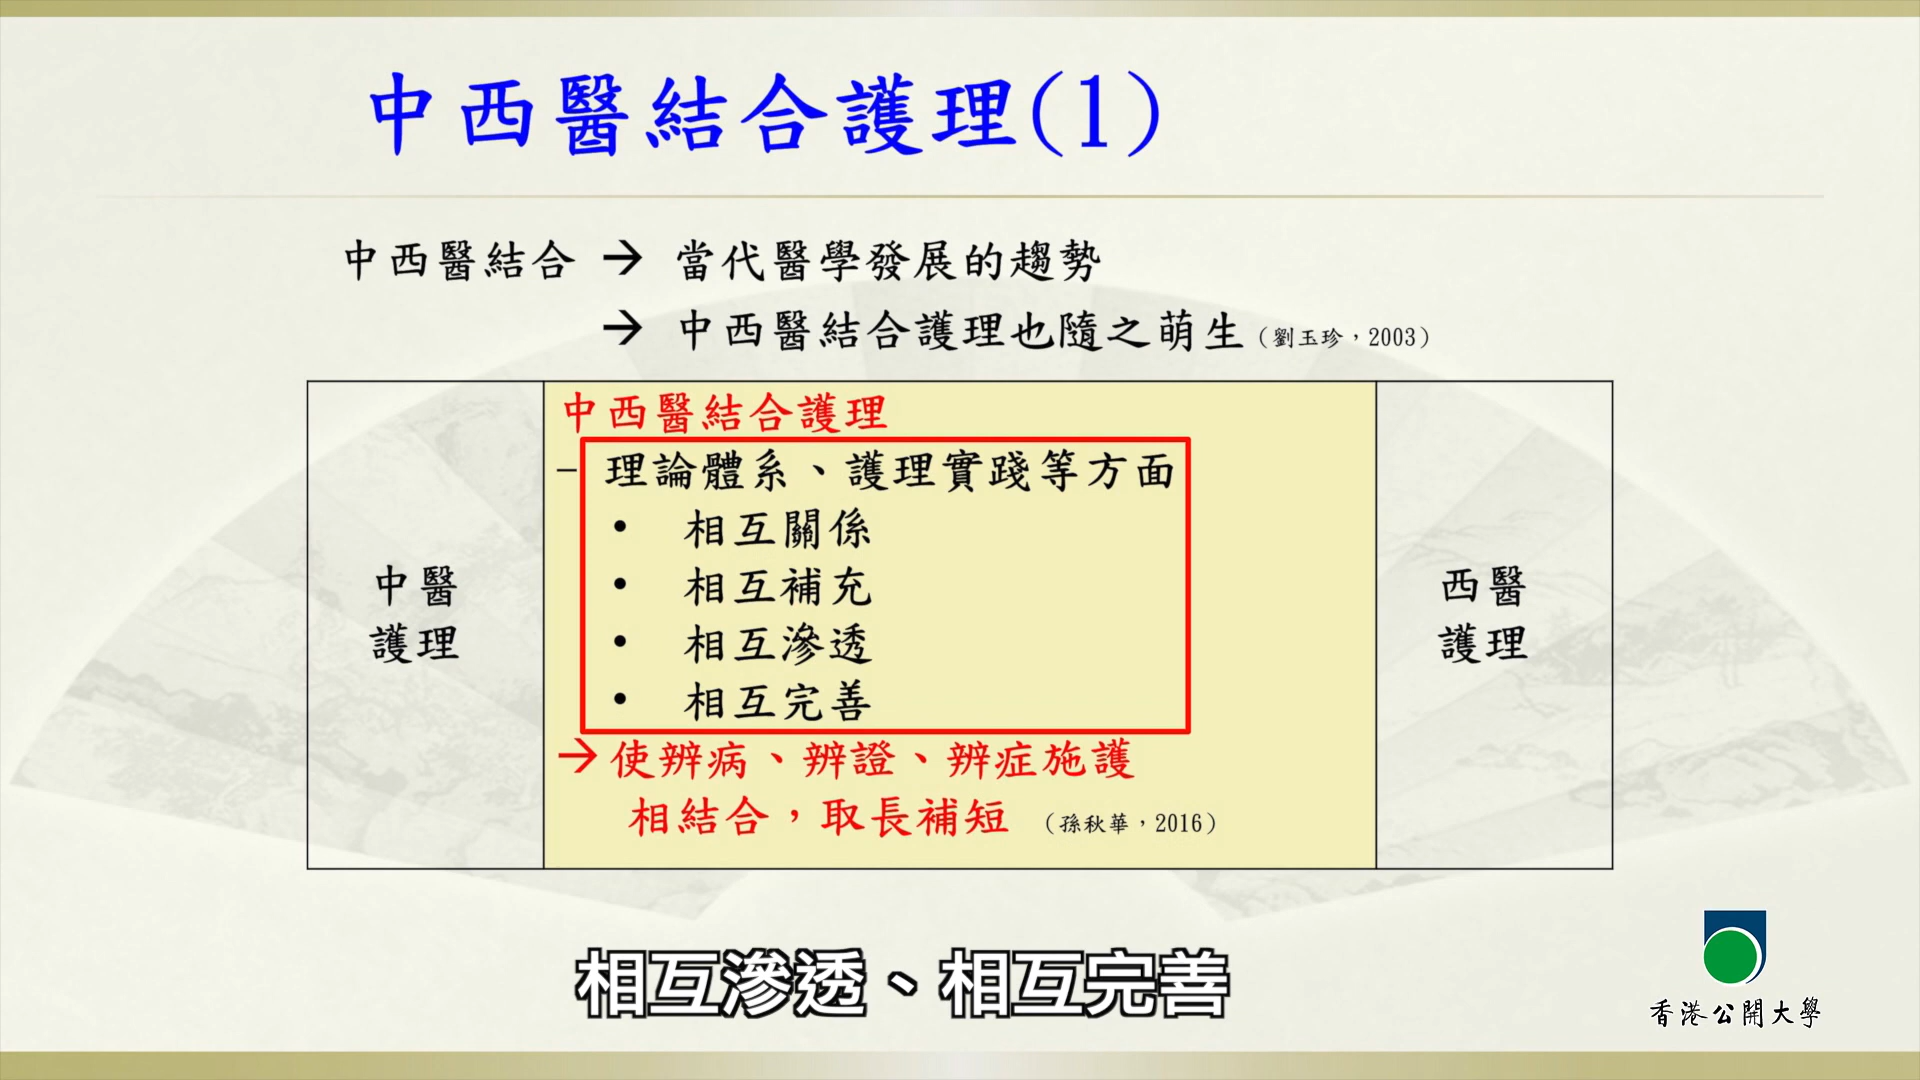 中西醫結合護理(1)
中西醫結合 → 當代醫學發展的趨勢
→ 中西醫結合護理也隨之萌生（劉玉珍，2003）
中醫
護理
中西醫結合護理
– 理論體系、護理實踐等方面
• 相互關係
• 相互補充
• 相互滲透
• 相互完善
→ 使辨病、辨證、辨症施護
相結合，取長補短 （孫秋華，2016）
西醫
護理
相互滲透、相互完善
香港公開大學